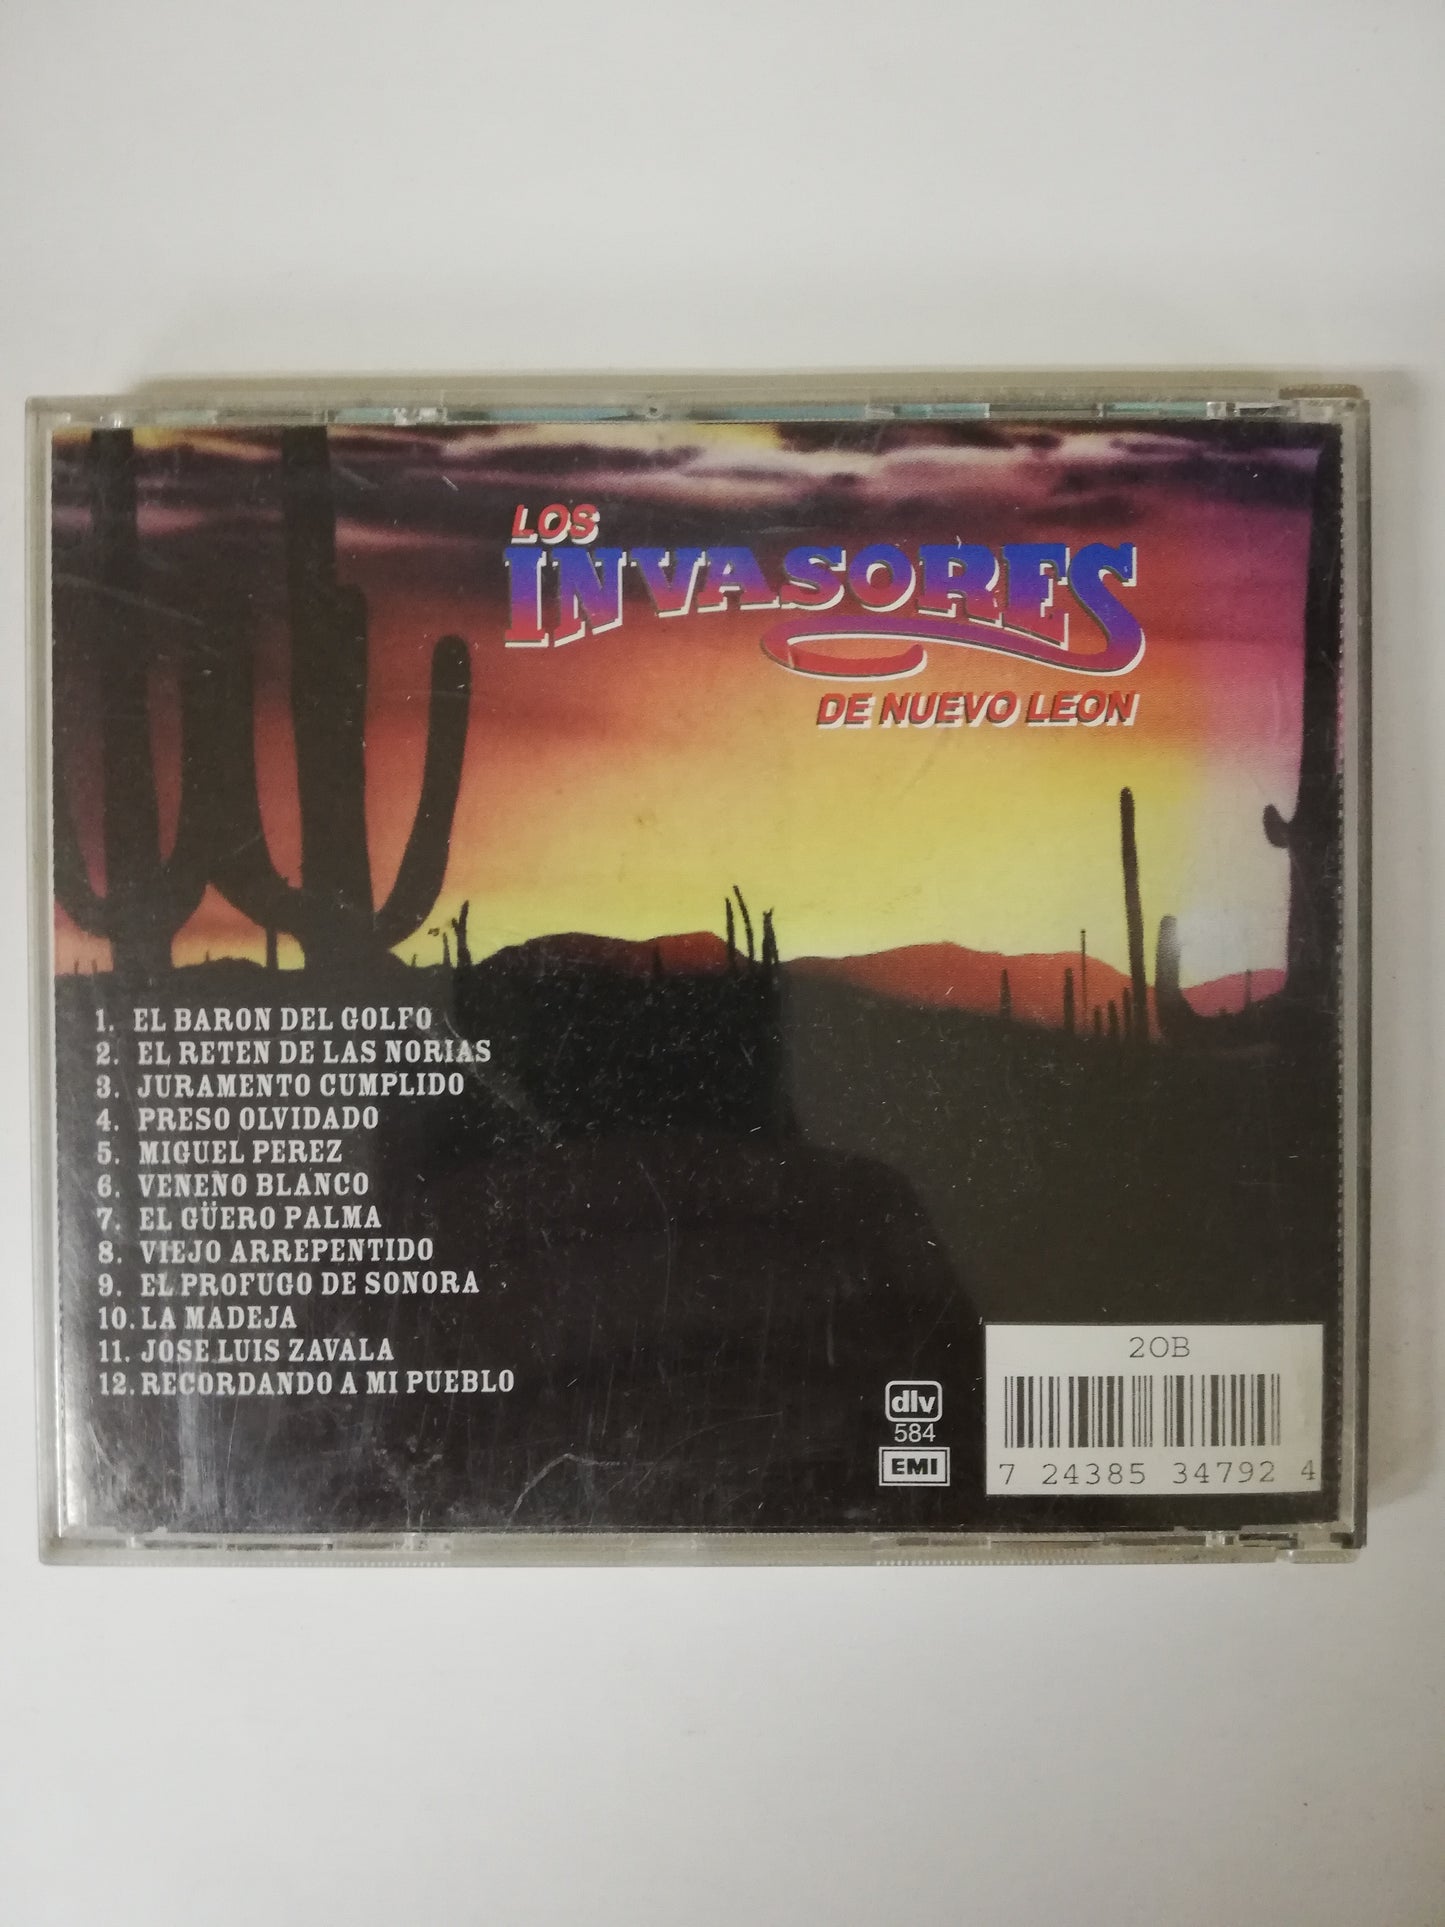 LOS
INVASORES
DE NUEVO LEON
1. EL BARON DEL GOLFO
2. EL RETEN DE LAS NORIAS
3. JURAMENTO CUMPLIDO
4. PRESO OLVIDADO
5. MIGUEL PEREZ
6. VENENO BLANCO
7. EL GÜERO PALMA
8. VIEJO ARREPENTIDO
9. EL PROFUGO DE SONORA
10. LA MADEJA
11. JOSE LUIS ZAVALA
12. RECORDANDO A MI PUEBLO
dlv
584
EMI
2OB
7 24385 34792 4